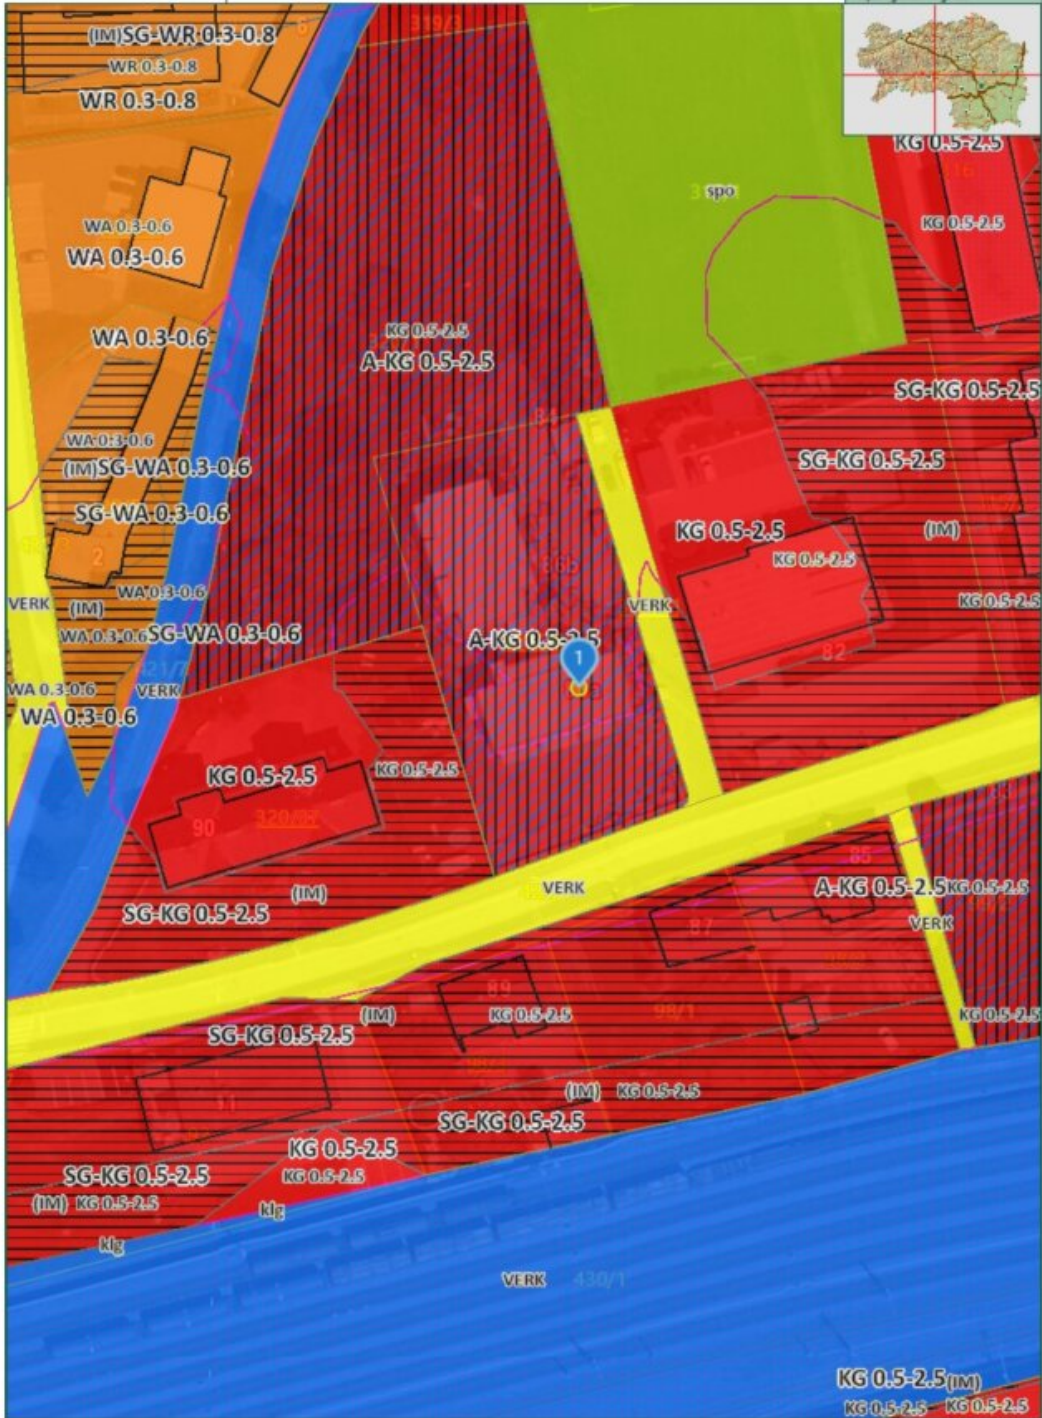 (IM)SG-WR 0.3-0.8
6
319/3
WR 0.3-0.8
WR 0.3-0.8
KG 0.5-2.5
spo
WA 0.3-0.6
KG 0.5-2.5
WA 0.3-0.6
WA 0.3-0.6
KG 0.5-2.5
A-KG 0.5-2.5
SG-KG 0.5-2.5
84
WA 0.3-0.6
(IM)SG-WA 0.3-0.6
SG-KG 0.5-2.5
SG-WA 0.3-0.6
KG 0.5-2.5
(IM)
2
KG 0.5-2.5
86b
WA 0.3-0.6
VERK
(IM)
VERK
KG 0.5-2.5
WA 0.3-0.6
SG-WA 0.3-0.6
A-KG 0.5-2.5
82
1
WA 0.3-0.6
VERK
WA 0.3-0.6
KG 0.5-2.5
KG 0.5-2.5
90
85
VERK
A-KG 0.5-2.5
KG 0.5-2.5
(IM)
SG-KG 0.5-2.5
87
VERK
89
98/1
(IM)
KG 0.5-2.5
KG 0.5-2.5
SG-KG 0.5-2.5
(IM)
KG 0.5-2.5
SG-KG 0.5-2.5
KG 0.5-2.5
SG-KG 0.5-2.5
KG 0.5-2.5
(IM)
KG 0.5-2.5
klg
klg
VERK
430/1
KG 0.5-2.5
(IM)
KG 0.5-2.5
KG 0.5-2.5